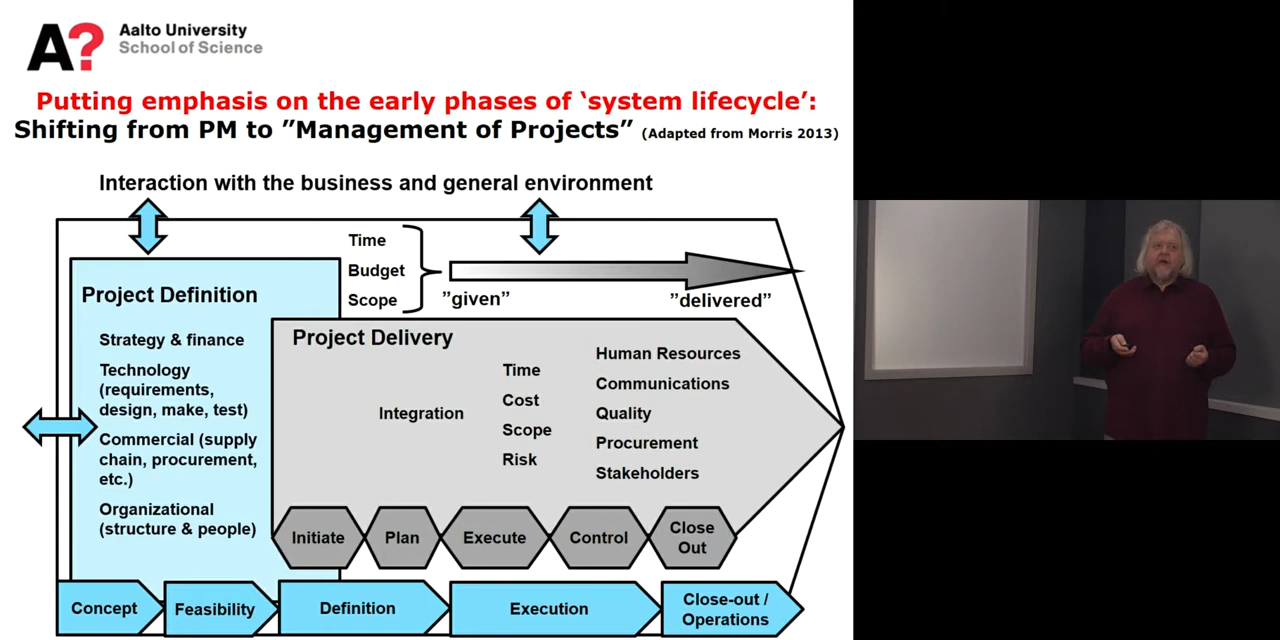 A?
Aalto University
School of Science
Putting emphasis on the early phases of ‘system lifecycle’:
Shifting from PM to ”Management of Projects” (Adapted from Morris 2013)
Interaction with the business and general environment
Time
Budget
Scope
”given”
”delivered”
Project Definition
Strategy & finance
Technology
(requirements,
design, make, test)
Commercial (supply
chain, procurement,
etc.)
Organizational
(structure & people)
Project Delivery
Integration
Time
Cost
Scope
Risk
Human Resources
Communications
Quality
Procurement
Stakeholders
Initiate
Plan
Execute
Control
Close
Out
Concept
Feasibility
Definition
Execution
Close-out /
Operations